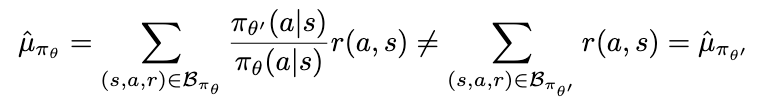 $\hat{\mu}_{\pi_\theta} = \sum_{(s,a,r) \in \mathcal{B}_{\pi_\theta}} \frac{\pi_{\theta'}(a|s)}{\pi_\theta(a|s)} r(a,s) \neq \sum_{(s,a,r) \in \mathcal{B}_{\pi_{\theta'}}} r(a,s) = \hat{\mu}_{\pi_{\theta'}}$